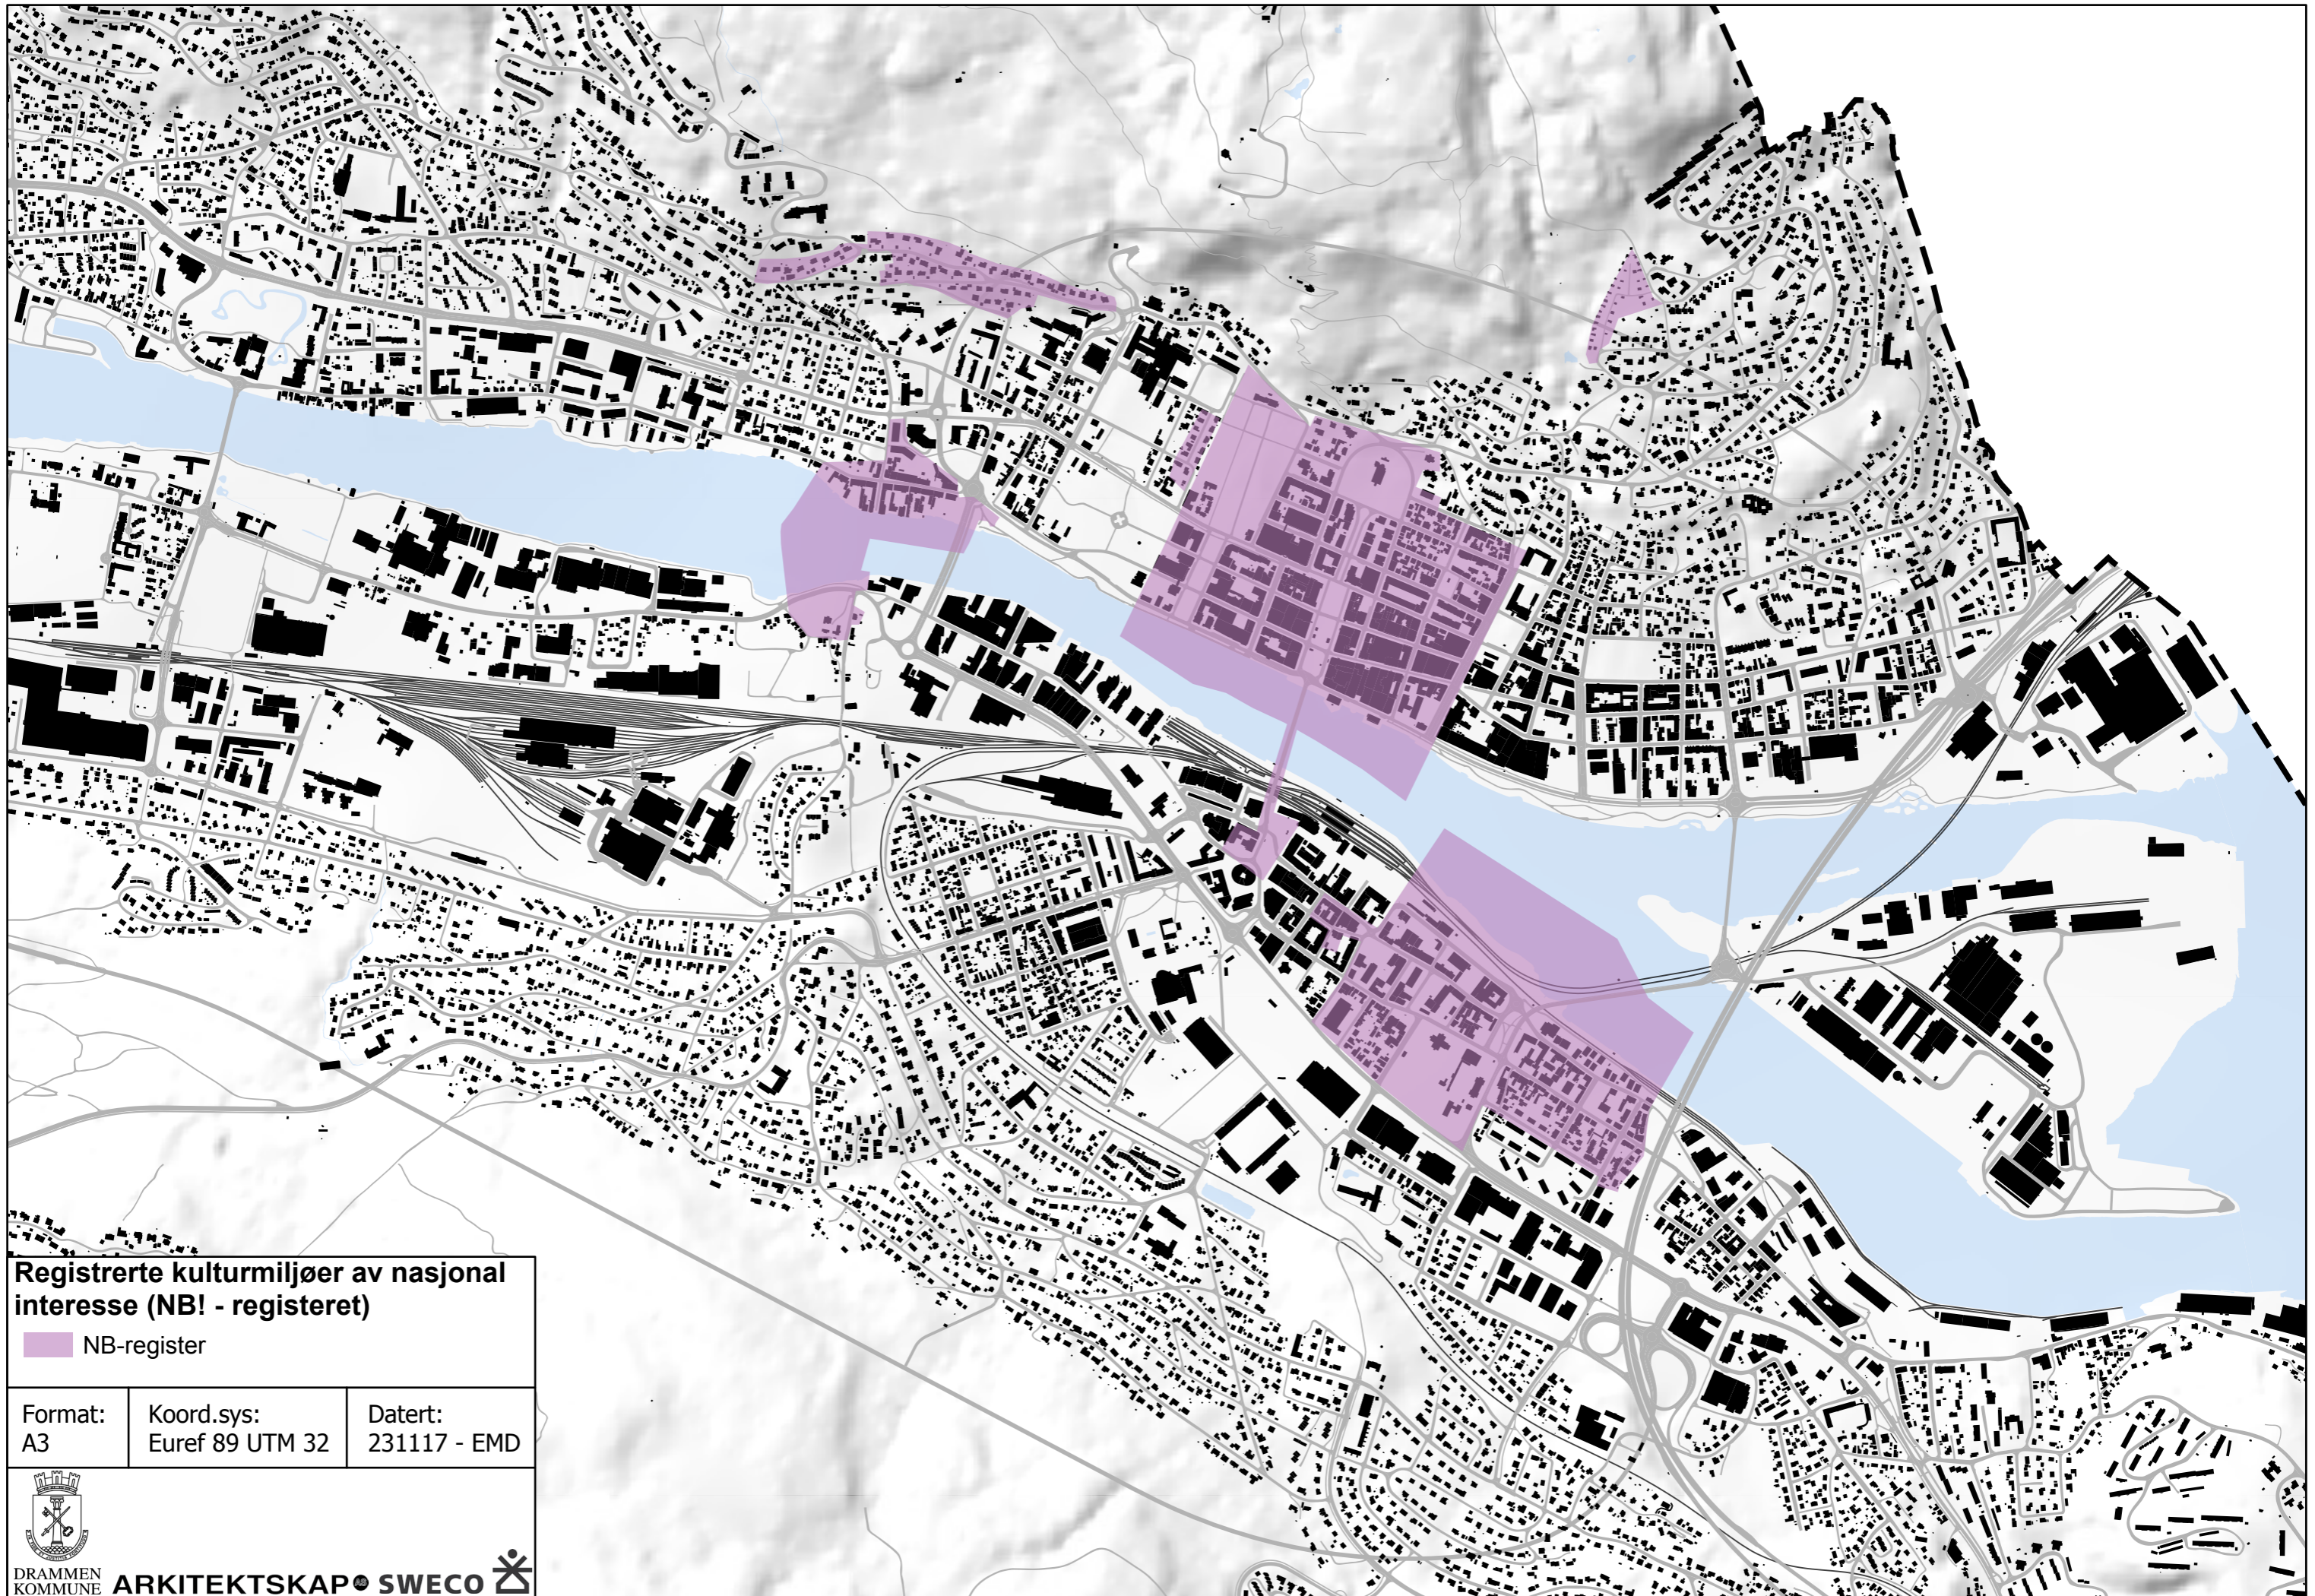 Registrerte kulturmiljøer av nasjonal
interesse (NB! - registeret)
NB-register
Format:
A3
Koord.sys:
Euref 89 UTM 32
Datert:
231117 - EMD
DRAMMEN
KOMMUNE
ARKITEKTSKAP
SWECO